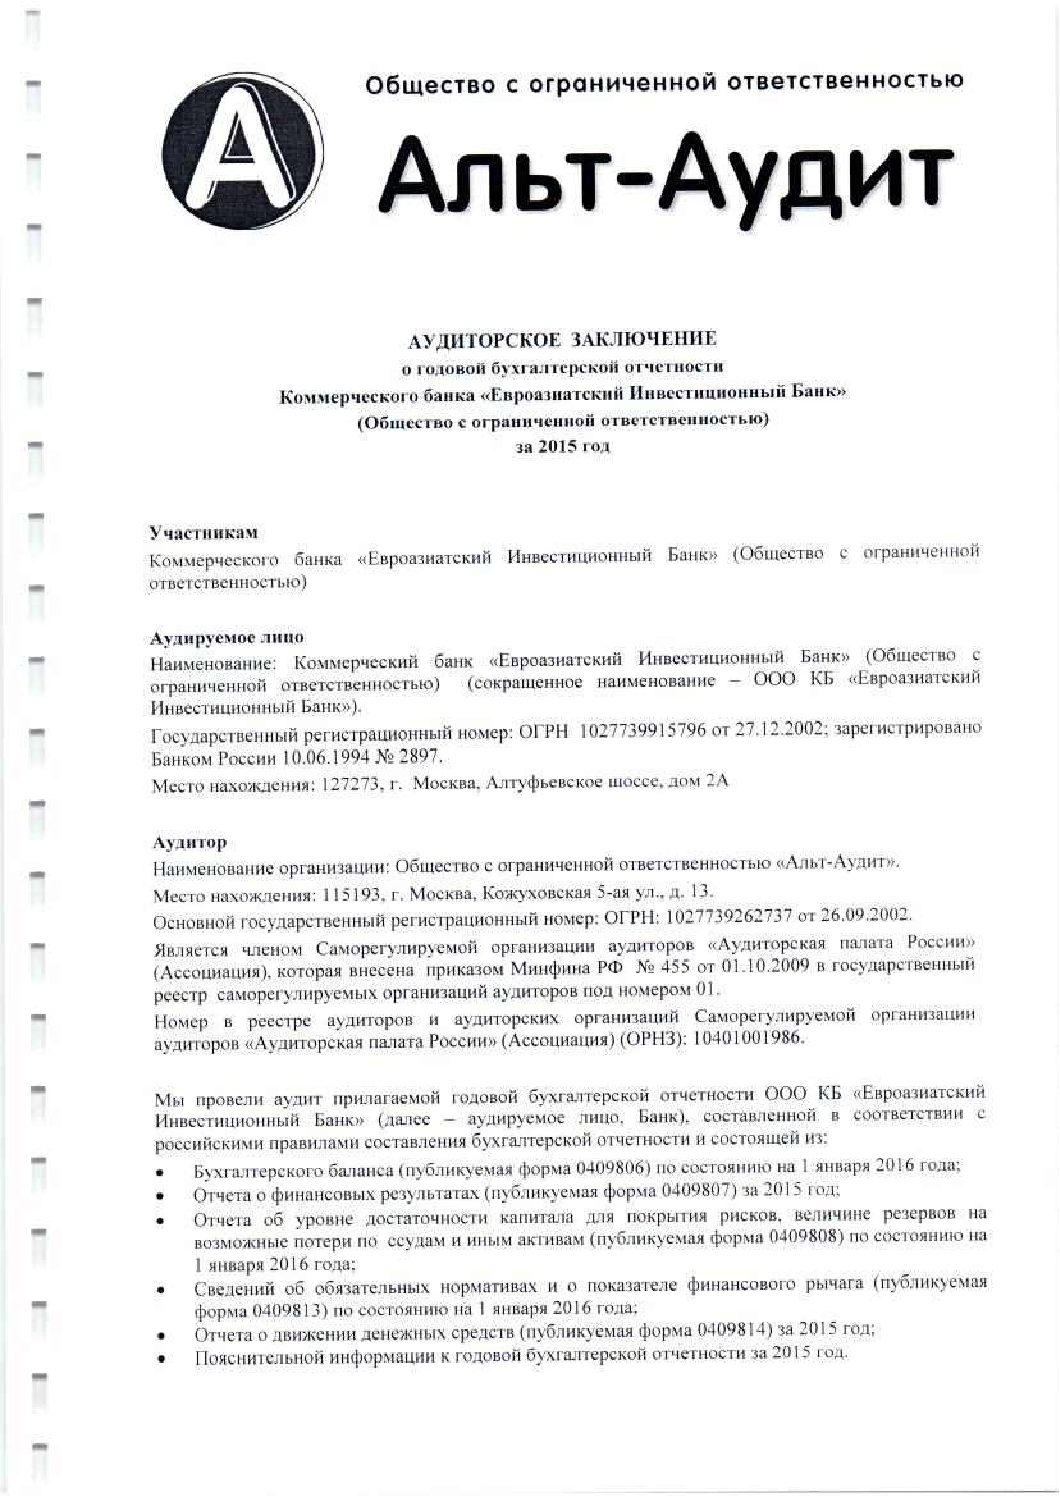 Общество с ограниченной ответственностью
Альт-Аудит
АУДИТОРСКОЕ ЗАКЛЮЧЕНИЕ
о годовой бухгалтерской отчетности
Коммерческого банка «Евроазиатский Инвестиционный Банк»
(Общество с ограниченной ответственностью)
за 2015 год
Участникам
Коммерческого банка «Евроазиатский Инвестиционный Банк» (Общество с ограниченной
ответственностью)
Аудируемое лицо
Наименование: Коммерческий банк «Евроазиатский Инвестиционный Банк» (Общество с
ограниченной ответственностью) (сокращенное наименование – ООО КБ «Евроазиатский
Инвестиционный Банк»).
Государственный регистрационный номер: ОГРН 1027739915796 от 27.12.2002; зарегистрировано
Банком России 10.06.1994 № 2897.
Место нахождения: 127273, г. Москва, Алтуфьевское шоссе, дом 2А
Аудитор
Наименование организации: Общество с ограниченной ответственностью «Альт-Аудит».
Место нахождения: 115193, г. Москва, Кожуховская 5-ая ул., д. 13.
Основной государственный регистрационный номер: ОГРН: 1027739262737 от 26.09.2002.
Является членом Саморегулируемой организации аудиторов «Аудиторская палата России»
(Ассоциация), которая внесена приказом Минфина РФ № 455 от 01.10.2009 в государственный
реестр саморегулируемых организаций аудиторов под номером 01.
Номер в реестре аудиторов и аудиторских организаций Саморегулируемой организации
аудиторов «Аудиторская палата России» (Ассоциация) (ОРНЗ): 10401001986.
Мы провели аудит прилагаемой годовой бухгалтерской отчетности ООО КБ «Евроазиатский
Инвестиционный Банк» (далее – аудируемое лицо, Банк), составленной в соответствии с
российскими правилами составления бухгалтерской отчетности и состоящей из:
• Бухгалтерского баланса (публикуемая форма 0409806) по состоянию на 1 января 2016 года;
• Отчета о финансовых результатах (публикуемая форма 0409807) за 2015 год;
• Отчета об уровне достаточности капитала для покрытия рисков, величине резервов на
возможные потери по ссудам и иным активам (публикуемая форма 0409808) по состоянию на
1 января 2016 года;
• Сведений об обязательных нормативах и о показателе финансового рычага (публикуемая
форма 0409813) по состоянию на 1 января 2016 года;
• Отчета о движении денежных средств (публикуемая форма 0409814) за 2015 год;
• Пояснительной информации к годовой бухгалтерской отчетности за 2015 год.